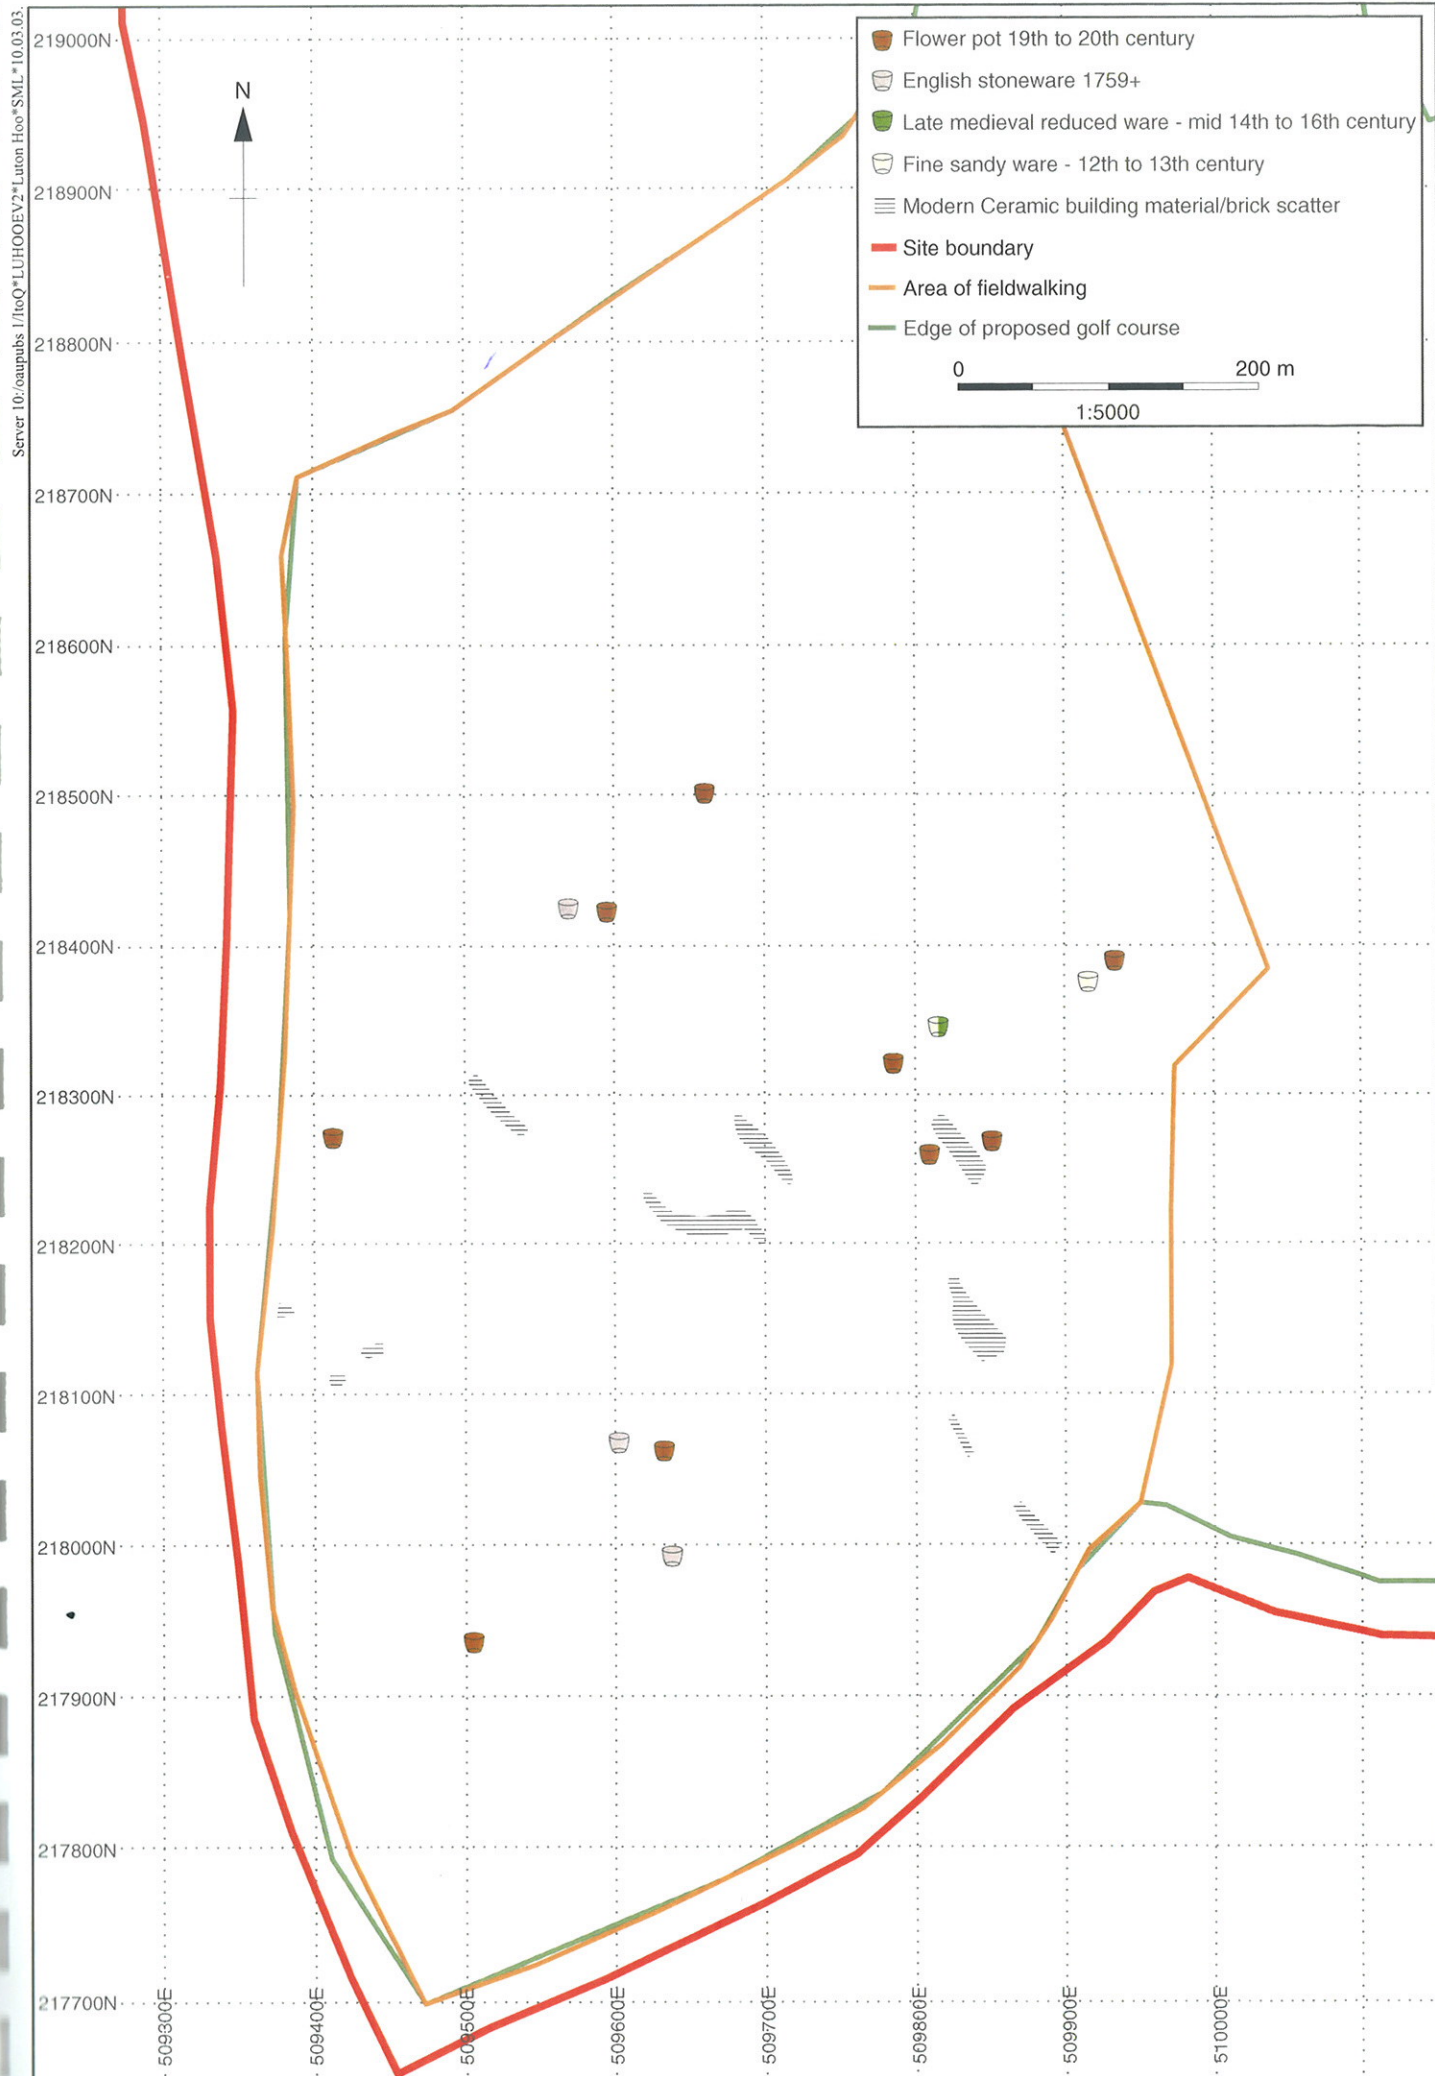 Server 10:/oaupubs 1/ItoQ*LUHOOEV2*Luton Hoo*SML*10.03.03.
N
Flower pot 19th to 20th century
English stoneware 1759+
Late medieval reduced ware - mid 14th to 16th century
Fine sandy ware - 12th to 13th century
Modern Ceramic building material/brick scatter
Site boundary
Area of fieldwalking
Edge of proposed golf course
0 200 m
1:5000
219000N
218900N
218800N
218700N
218600N
218500N
218400N
218300N
218200N
218100N
218000N
217900N
217800N
217700N
509300E
509400E
509500E
509600E
509700E
509800E
509900E
510000E